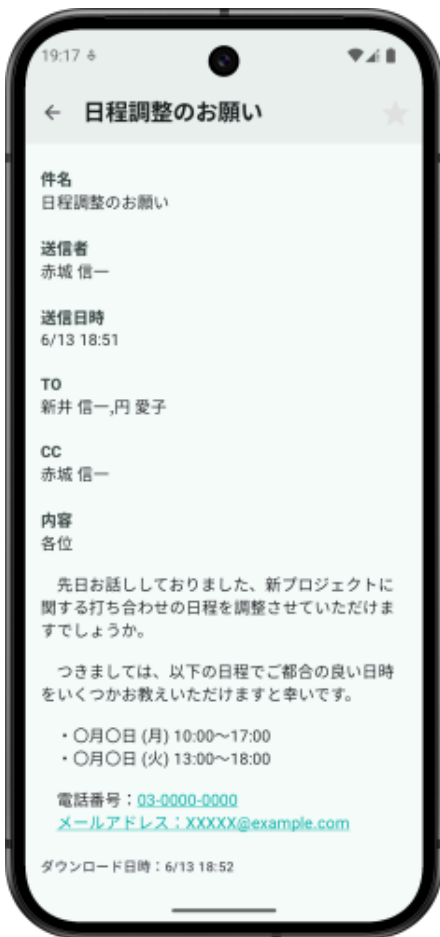 19:17
日程調整のお願い
件名
日程調整のお願い
送信者
赤城 信一
送信日時
6/13 18:51
TO
新井 信一,円 愛子
CC
赤城 信一
内容
各位
先日お話ししておりました、新プロジェクトに
関する打ち合わせの日程を調整させていただけま
すでしょうか。
つきましては、以下の日程でご都合の良い日時
をいくつかお教えいただけますと幸いです。
・〇月〇日 (月) 10:00～17:00
・〇月〇日 (火) 13:00～18:00
電話番号：03-0000-0000
メールアドレス：XXXXX@example.com
ダウンロード日時：6/13 18:52